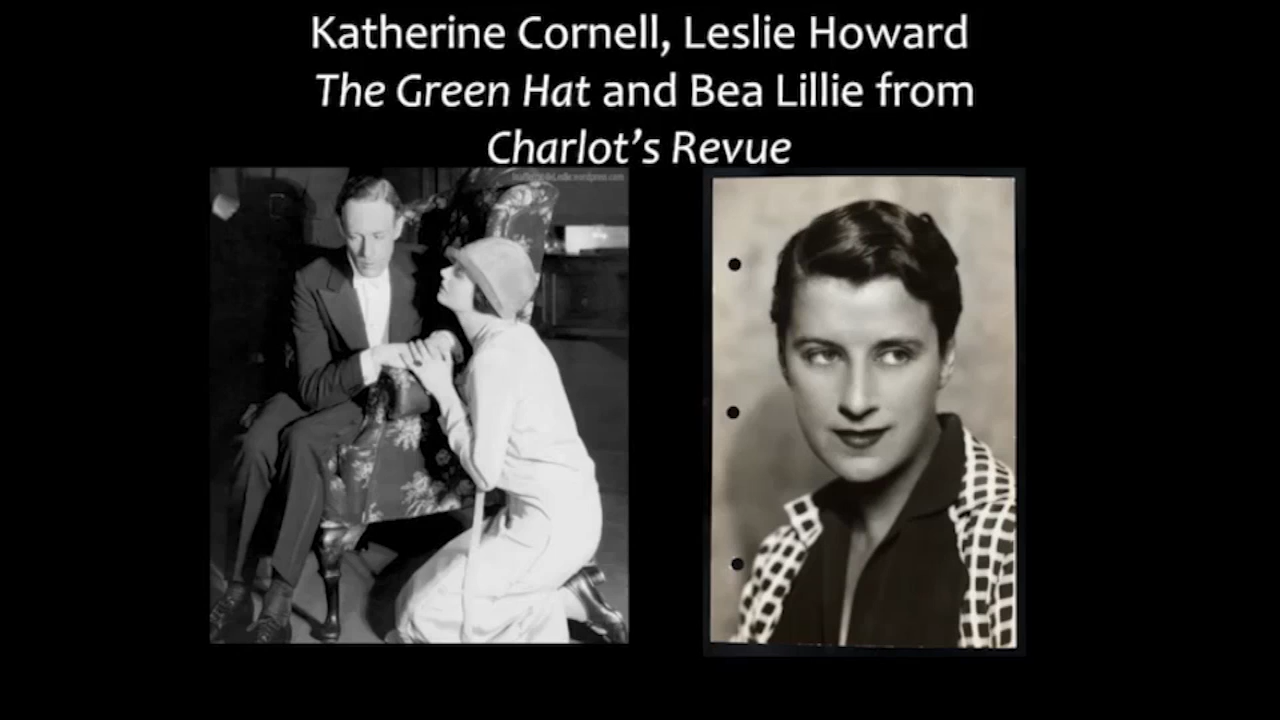 Katherine Cornell, Leslie Howard
The Green Hat and Bea Lillie from
Charlot’s Revue